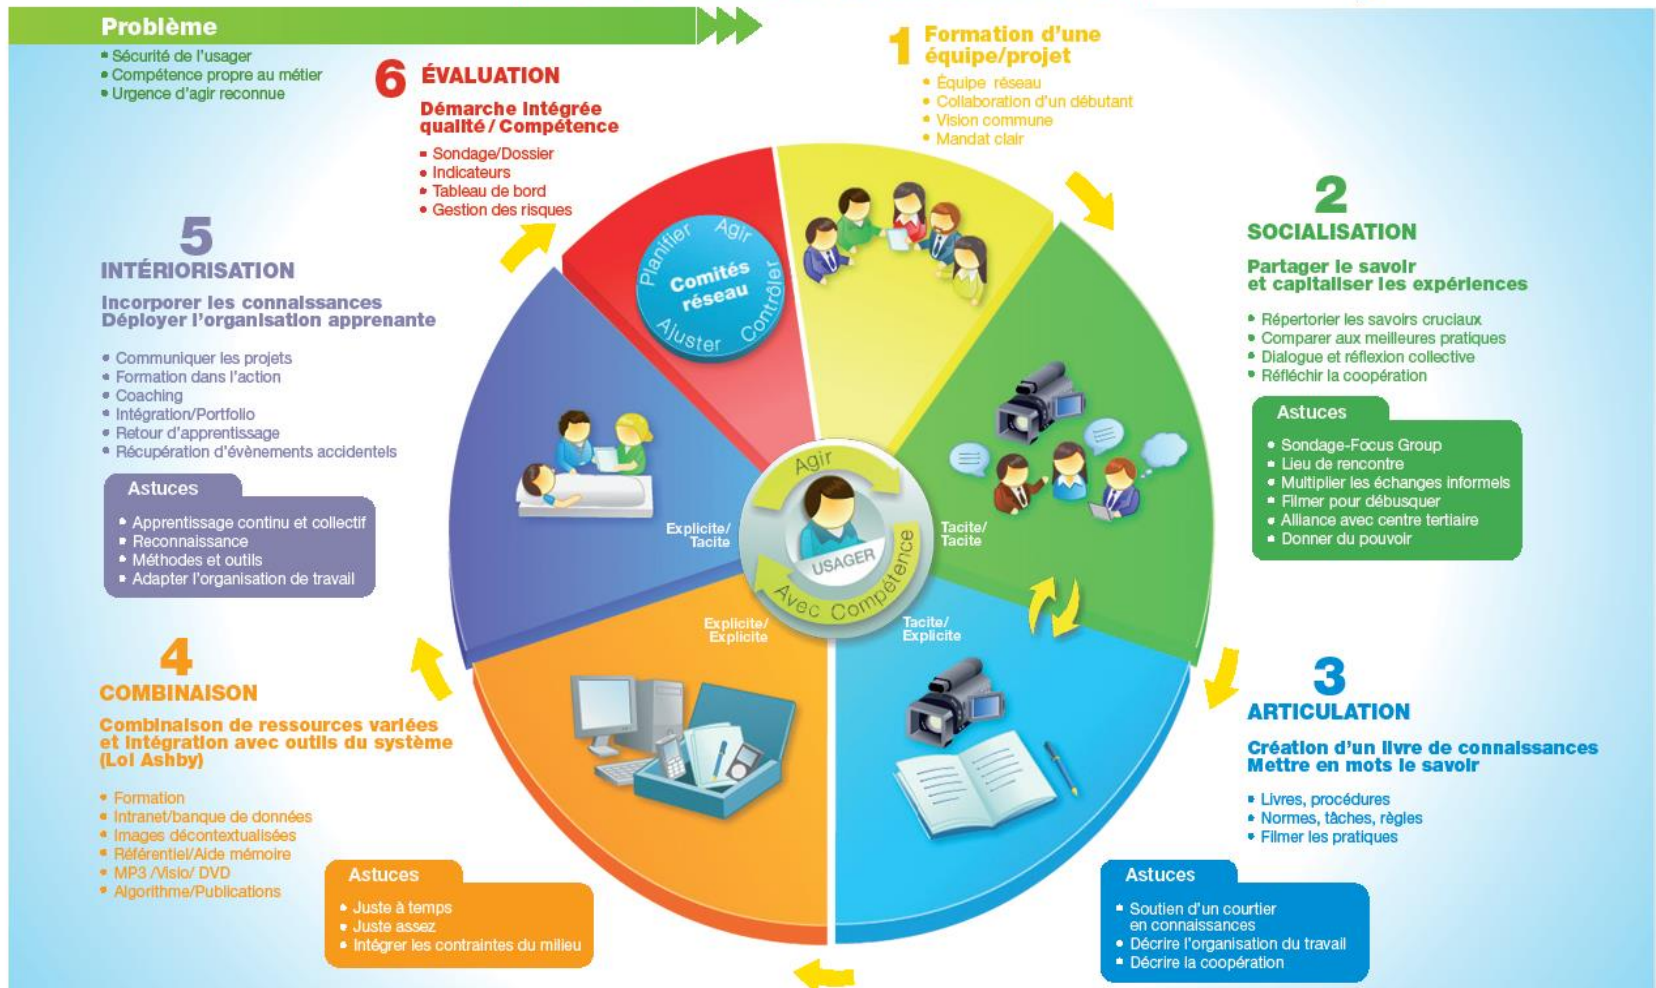 Problème
• Sécurité de l'usager
• Compétence propre au métier
• Urgence d'agir reconnue
1
Formation d'une
équipe/projet
• Équipe réseau
• Collaboration d'un débutant
• Vision commune
• Mandat clair
2
SOCIALISATION
Partager le savoir
et capitaliser les expériences
• Répertorier les savoirs cruciaux
• Comparer aux meilleures pratiques
• Dialogue et réflexion collective
• Réfléchir la coopération
Astuces
• Sondage-Focus Group
• Lieu de rencontre
• Multiplier les échanges informels
• Filmer pour débusquer
• Alliance avec centre tertiaire
• Donner du pouvoir
3
ARTICULATION
Création d'un livre de connaissances
Mettre en mots le savoir
• Livres, procédures
• Normes, tâches, règles
• Filmer les pratiques
Astuces
• Soutien d'un courtier
en connaissances
• Décrire l'organisation du travail
• Décrire la coopération
4
COMBINAISON
Combinaison de ressources variées
et intégration avec outils du système
(Loi Ashby)
• Formation
• Intranet/banque de données
• Images décontextualisées
• Référentiel/Aide mémoire
• MP3 /Visio/ DVD
• Algorithme/Publications
Astuces
• Juste à temps
• Juste assez
• Intégrer les contraintes du milieu
5
INTÉRIORISATION
Incorporer les connaissances
Déployer l'organisation apprenante
• Communiquer les projets
• Formation dans l'action
• Coaching
• Intégration/Portfolio
• Retour d'apprentissage
• Récupération d'évènements accidentels
Astuces
• Apprentissage continu et collectif
• Reconnaissance
• Méthodes et outils
• Adapter l'organisation de travail
6
ÉVALUATION
Démarche intégrée
qualité / Compétence
• Sondage/Dossier
• Indicateurs
• Tableau de bord
• Gestion des risques
Planifier
Agir
Contrôler
Ajuster
Comités
réseau
Agir
Avec Compétence
USAGER
Explicite/
Tacite
Tacite/
Tacite
Explicite/
Explicite
Tacite/
Explicite